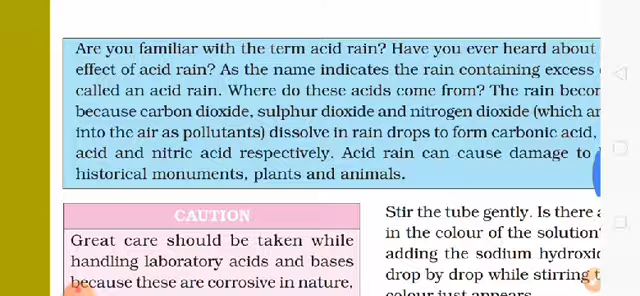 Are you familiar with the term acid rain? Have you ever heard about
effect of acid rain? As the name indicates the rain containing excess
called an acid rain. Where do these acids come from? The rain
because carbon dioxide, sulphur dioxide and nitrogen dioxide (which
into the air as pollutants) dissolve in rain drops to form carbonic acid,
acid and nitric acid respectively. Acid rain can cause damage to
historical monuments, plants and animals.
CAUTION
Great care should be taken while
handling laboratory acids and bases
because these are corrosive in nature,
Stir the tube gently. Is there
in the colour of the solution
adding the sodium
drop by drop while stirring
colour just appears.